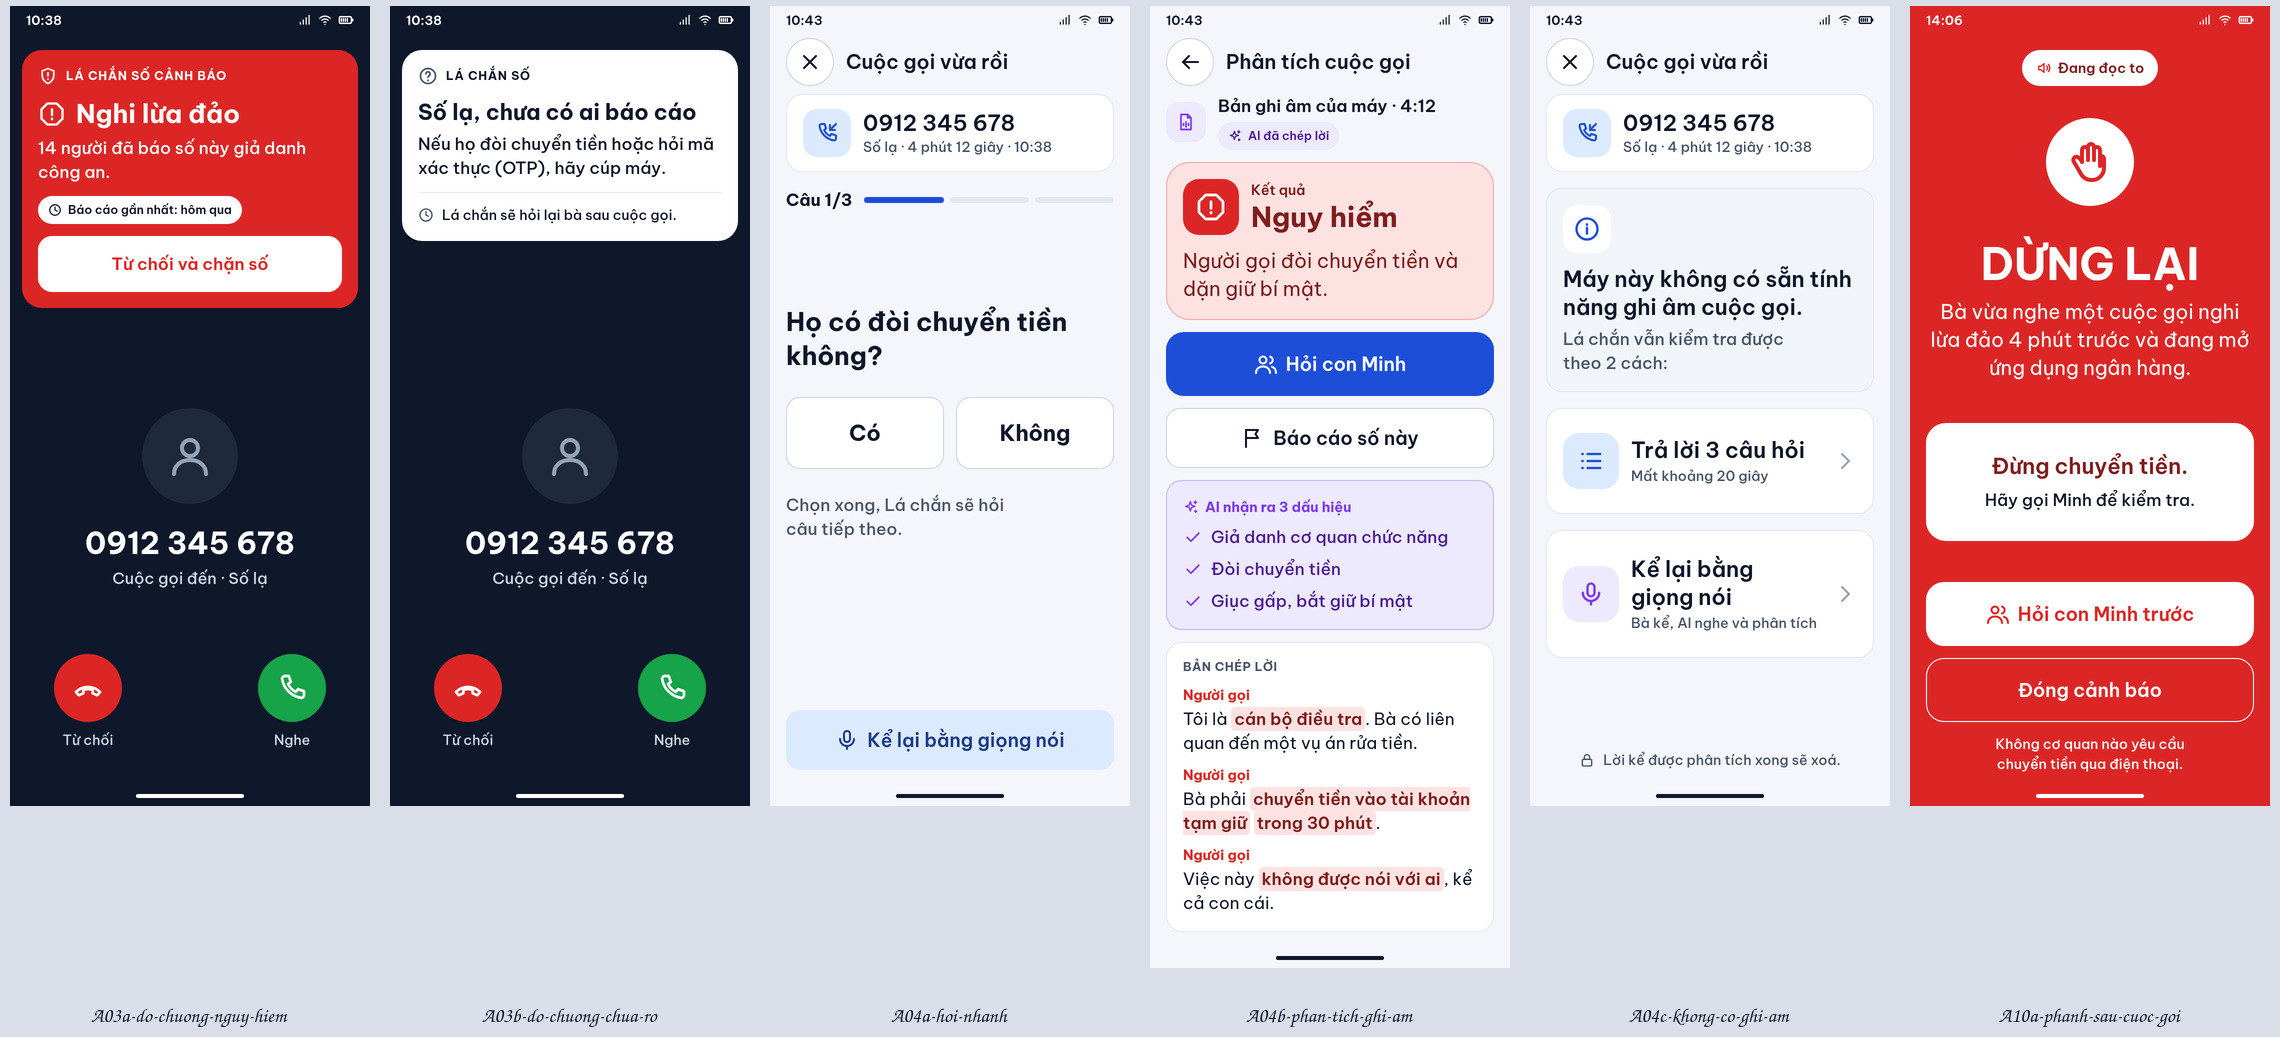 10:38
LÁ CHẮN SỐ CẢNH BÁO
Nghi lừa đảo
14 người đã báo số này giả danh
công an.
Báo cáo gần nhất: hôm qua
Từ chối và chặn số
0912 345 678
Cuộc gọi đến · Số lạ
Từ chối
Nghe
A03a-do-chuong-nguy-hiem
10:38
LÁ CHẮN SỐ
Số lạ, chưa có ai báo cáo
Nếu họ đòi chuyển tiền hoặc hỏi mã
xác thực (OTP), hãy cúp máy.
Lá chắn sẽ hỏi lại bà sau cuộc gọi.
0912 345 678
Cuộc gọi đến · Số lạ
Từ chối
Nghe
A03b-do-chuong-chua-ro
10:43
Cuộc gọi vừa rồi
0912 345 678
Số lạ · 4 phút 12 giây · 10:38
Câu 1/3
Họ có đòi chuyển tiền
không?
Có
Không
Chọn xong, Lá chắn sẽ hỏi
câu tiếp theo.
Kể lại bằng giọng nói
A04a-hoi-nhanh
10:43
Phân tích cuộc gọi
Bản ghi âm của máy · 4:12
AI đã chép lời
Kết quả
Nguy hiểm
Người gọi đòi chuyển tiền và
dặn giữ bí mật.
Hỏi con Minh
Báo cáo số này
AI nhận ra 3 dấu hiệu
Giả danh cơ quan chức năng
Đòi chuyển tiền
Giục gấp, bắt giữ bí mật
BẢN CHÉP LỜI
Người gọi
Tôi là cán bộ điều tra. Bà có liên
quan đến một vụ án rửa tiền.
Người gọi
Bà phải chuyển tiền vào tài khoản
tạm giữ trong 30 phút.
Người gọi
Việc này không được nói với ai, kể
cả con cái.
A04b-phan-tich-ghi-am
10:43
Cuộc gọi vừa rồi
0912 345 678
Số lạ · 4 phút 12 giây · 10:38
Máy này không có sẵn tính
năng ghi âm cuộc gọi.
Lá chắn vẫn kiểm tra được
theo 2 cách:
Trả lời 3 câu hỏi
Mất khoảng 20 giây
Kể lại bằng
giọng nói
Bà kể, AI nghe và phân tích
Lời kể được phân tích xong sẽ xoá.
A04c-khong-co-ghi-am
14:06
Đang đọc to
DỪNG LẠI
Bà vừa nghe một cuộc gọi nghi
lừa đảo 4 phút trước và đang mở
ứng dụng ngân hàng.
Đừng chuyển tiền.
Hãy gọi Minh để kiểm tra.
Hỏi con Minh trước
Đóng cảnh báo
Không cơ quan nào yêu cầu
chuyển tiền qua điện thoại.
A10a-phanh-sau-cuoc-goi